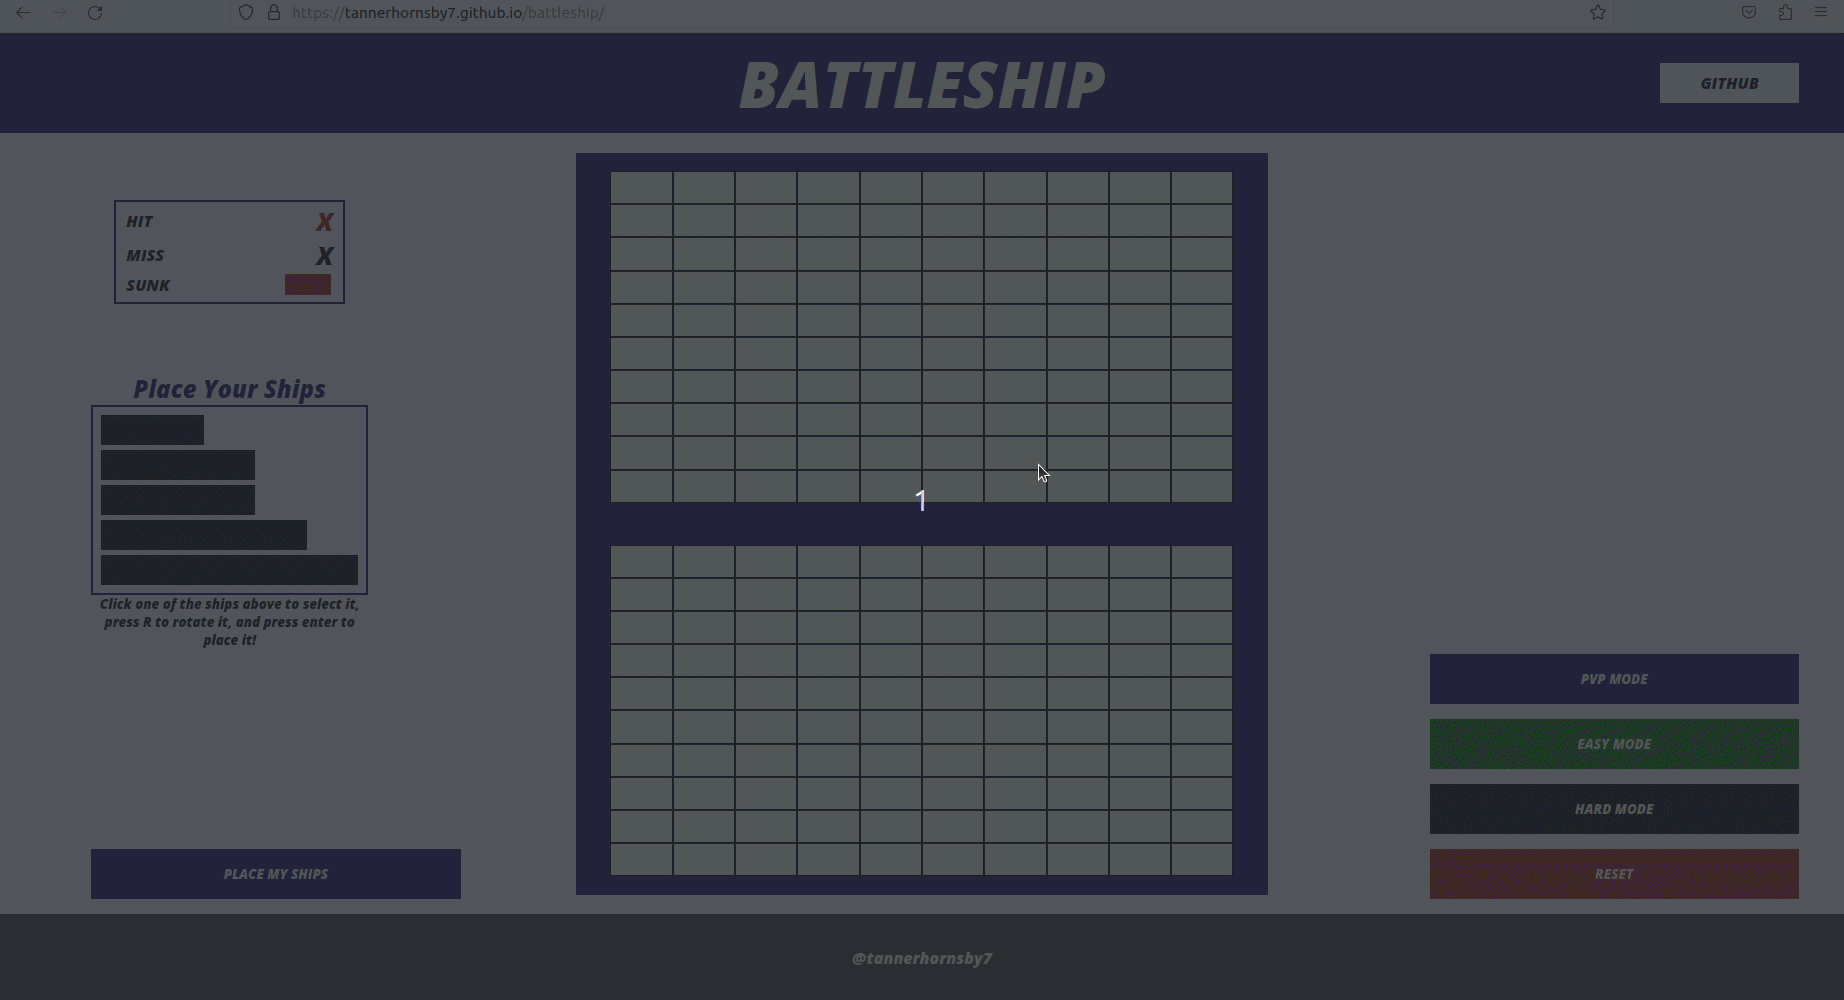 https://tannerhornsby7.github.io/battleship/
BATTLESHIP
GITHUB
HIT X
MISS X
SUNK
Place Your Ships
Click one of the ships above to select it,
press R to rotate it, and press enter to
place it!
1
PVP MODE
EASY MODE
HARD MODE
PLACE MY SHIPS
RESET
@tannerhornsby7